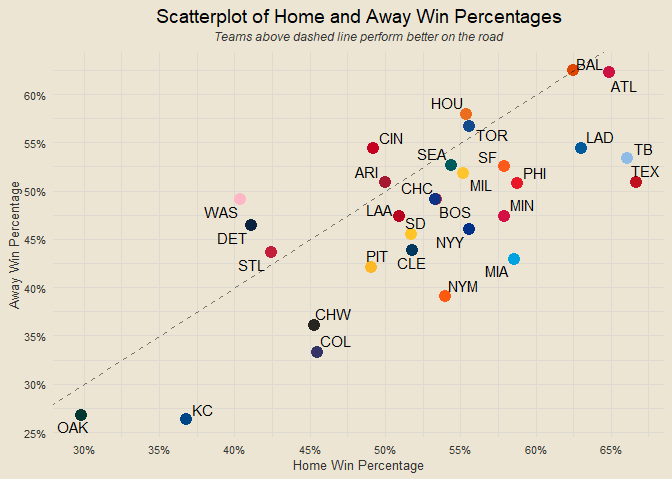 Scatterplot of Home and Away Win Percentages
Teams above dashed line perform better on the road
Away Win Percentage
60%
55%
50%
45%
40%
35%
30%
25%
BAL
ATL
HOU
TOR
CIN
LAD
TB
SEA
SF
ARI
MIL
PHI
TEX
CHC
WAS
LAA
BOS
MIN
SD
DET
NYY
STL
PIT
CLE
MIA
NYM
CHW
COL
KC
OAK
30%
35%
40%
45%
50%
55%
60%
65%
Home Win Percentage